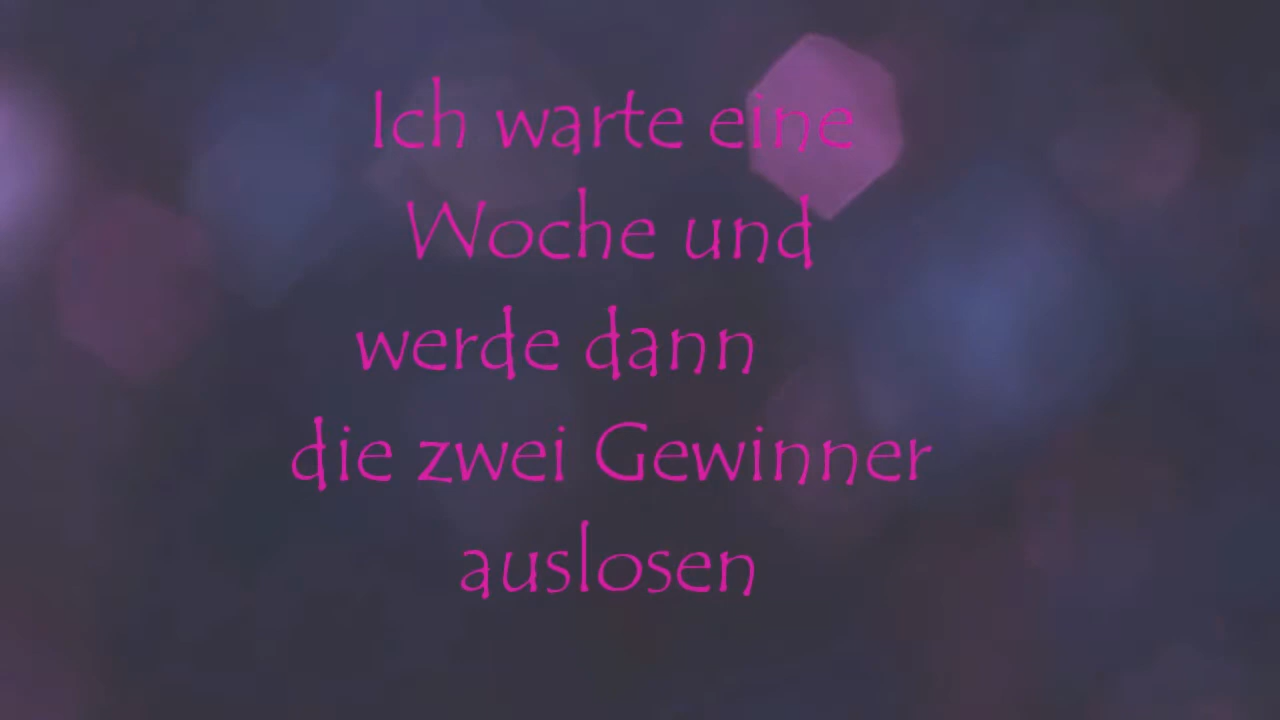 Ich warte eine
Woche und
werde dann
die zwei Gewinner
auslosen